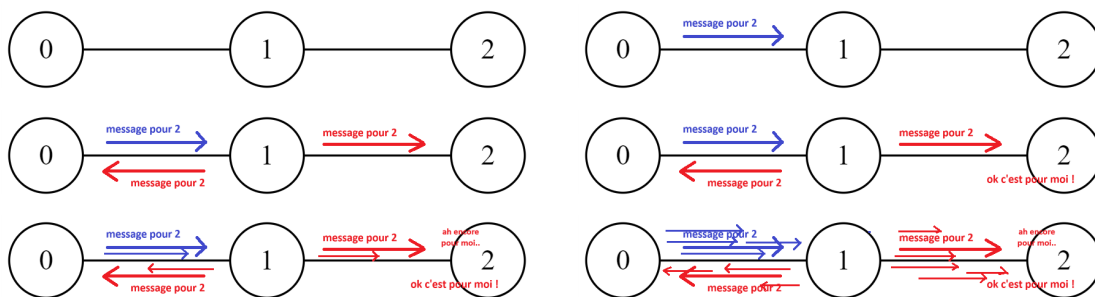 0 1 2
message pour 2
0 1 2
message pour 2 message pour 2
0 1 2
message pour 2
message pour 2 message pour 2
0 1 2
message pour 2 ok c'est pour moi !
message pour 2 message pour 2 ah encore
pour moi..
0 1 2
message pour 2 ok c'est pour moi !
message pour 2 message pour 2 ah encore
pour moi..
0 1 2
message pour 2 ok c'est pour moi !